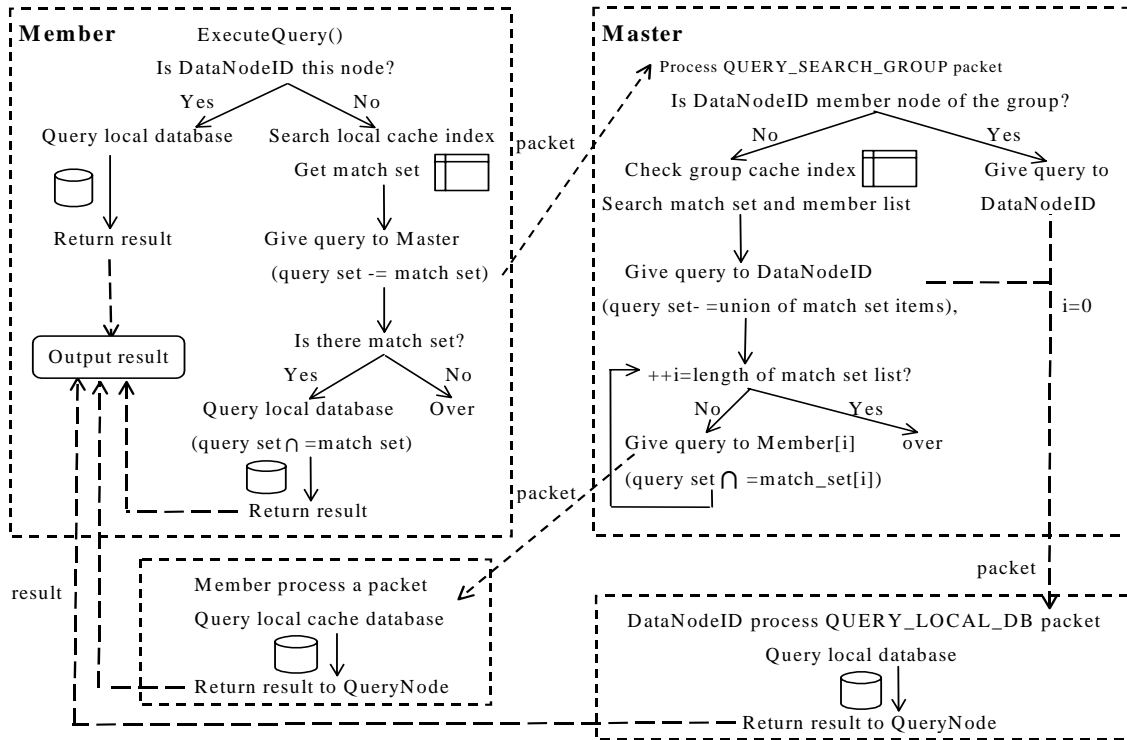 Member
ExecuteQuery()
Is DataNodeID this node?
Yes
No
Query local database
Search local cache index
Get match set
Return result
Give query to Master
(query set -= match set)
Is there match set?
Output result
Yes
No
Query local database
Over
(query set ∩ =match set)
Return result
packet
packet
Master
Process QUERY_SEARCH_GROUP packet
Is DataNodeID member node of the group?
No
Yes
Check group cache index
Give query to
Search match set and member list
DataNodeID
Give query to DataNodeID
(query set- =union of match set items),
i=0
++i=length of match set list?
No
Yes
Give query to Member[i]
over
(query set ∩ =match_set[i])
result
Member process a packet
Query local cache database
Return result to QueryNode
packet
DataNodeID process QUERY_LOCAL_DB packet
Query local database
Return result to QueryNode